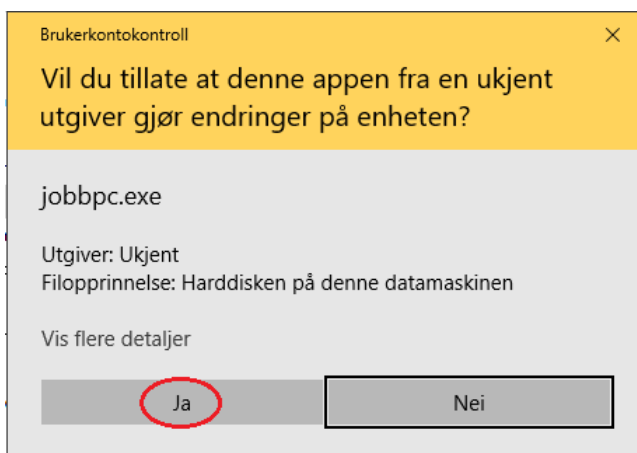 Brukerkontokontroll
Vil du tillate at denne appen fra en ukjent
utgiver gjør endringer på enheten?
jobbpc.exe
Utgiver: Ukjent
Filopprinnelse: Harddisken på denne datamaskinen
Vis flere detaljer
Ja
Nei